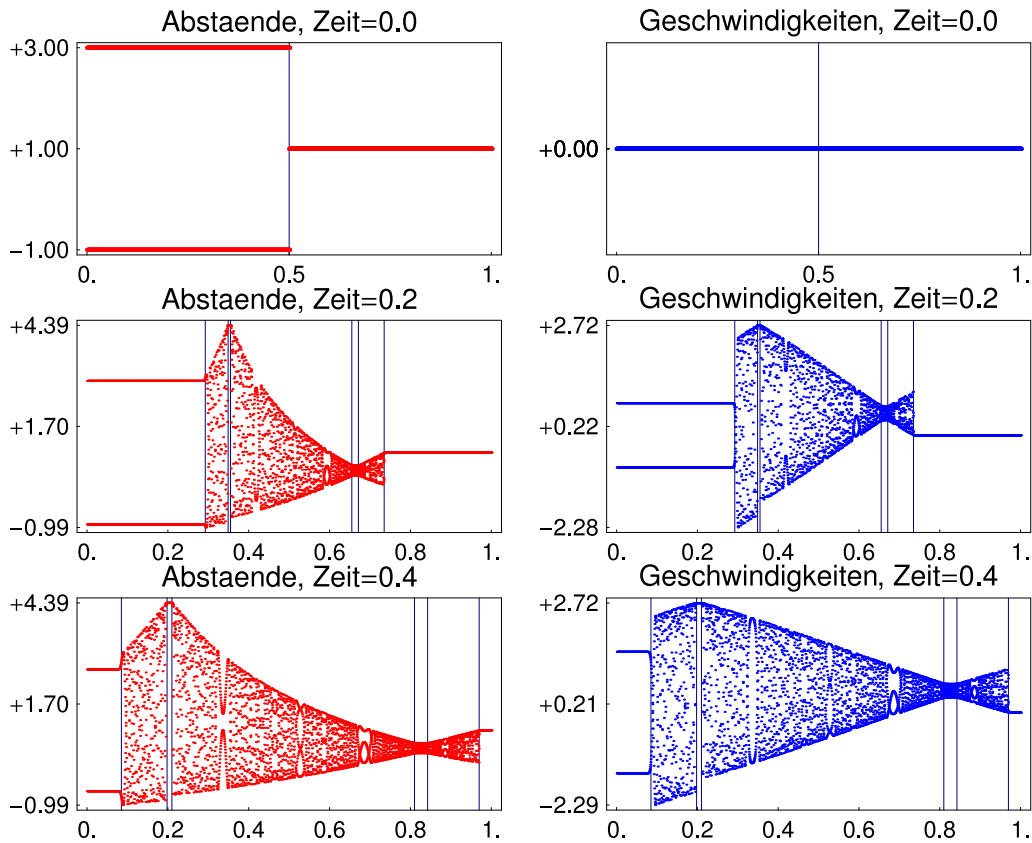 Abstaende, Zeit=0.0
+3.00
+1.00
−1.00
0. 0.5 1.
Geschwindigkeiten, Zeit=0.0
+0.00
0. 0.5 1.
Abstaende, Zeit=0.2
+4.39
+1.70
−0.99
0. 0.2 0.4 0.6 0.8 1.
Geschwindigkeiten, Zeit=0.2
+2.72
+0.22
−2.28
0. 0.2 0.4 0.6 0.8 1.
Abstaende, Zeit=0.4
+4.39
+1.70
−0.99
0. 0.2 0.4 0.6 0.8 1.
Geschwindigkeiten, Zeit=0.4
+2.72
+0.21
−2.29
0. 0.2 0.4 0.6 0.8 1.